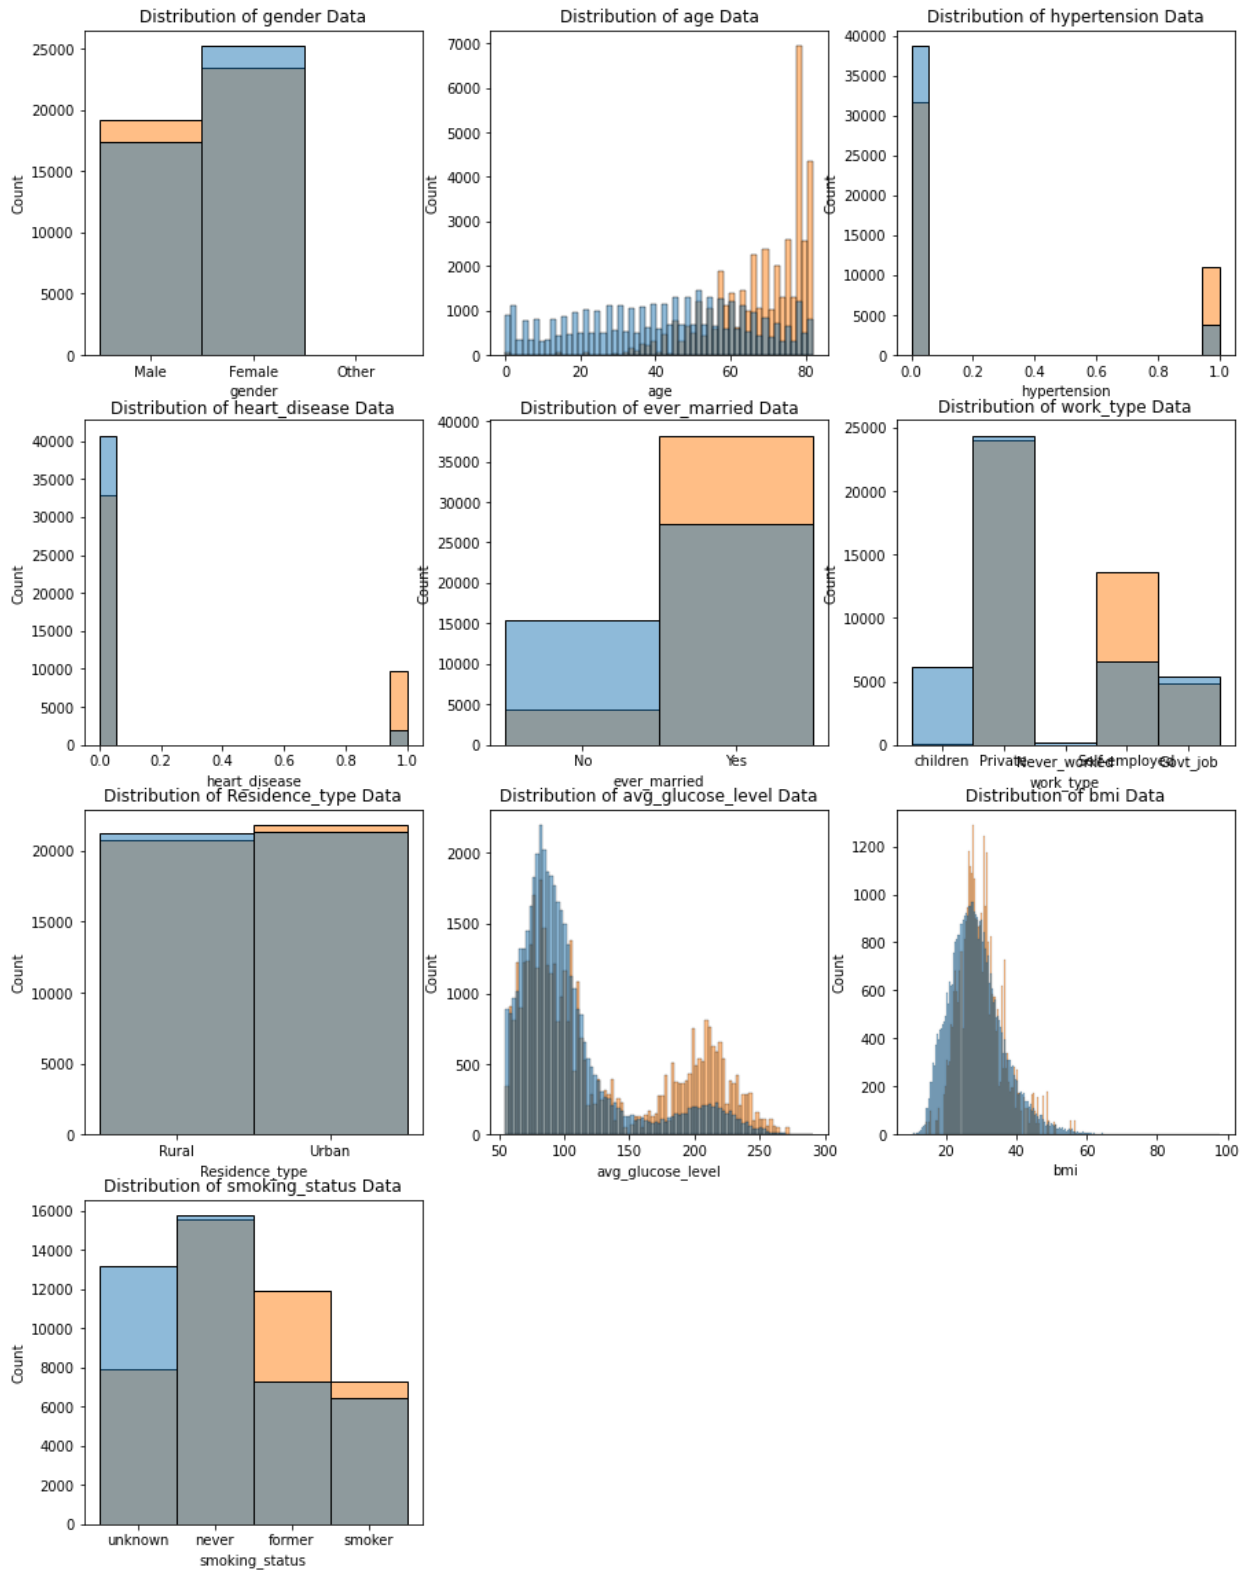 Distribution of gender Data
Distribution of age Data
Distribution of hypertension Data
25000
20000
15000
10000
5000
0
Count
Male
Female
Other
gender
7000
6000
5000
4000
3000
2000
1000
0
Count
0
20
40
60
80
age
40000
35000
30000
25000
20000
15000
10000
5000
0
Count
0.0
0.2
0.4
0.6
0.8
1.0
hypertension
Distribution of heart_disease Data
Distribution of ever_married Data
Distribution of work_type Data
40000
35000
30000
25000
20000
15000
10000
5000
0
Count
0.0
0.2
0.4
0.6
0.8
1.0
heart_disease
40000
35000
30000
25000
20000
15000
10000
5000
0
Count
No
Yes
ever_married
25000
20000
15000
10000
5000
0
Count
children
Private
Never_worked
Self-employed
Govt_job
work_type
Distribution of Residence_type Data
Distribution of avg_glucose_level Data
Distribution of bmi Data
20000
15000
10000
5000
0
Count
Rural
Urban
Residence_type
2000
1500
1000
500
0
Count
50
100
150
200
250
300
avg_glucose_level
1200
1000
800
600
400
200
0
Count
20
40
60
80
100
bmi
Distribution of smoking_status Data
16000
14000
12000
10000
8000
6000
4000
2000
0
Count
unknown
never
former
smoker
smoking_status